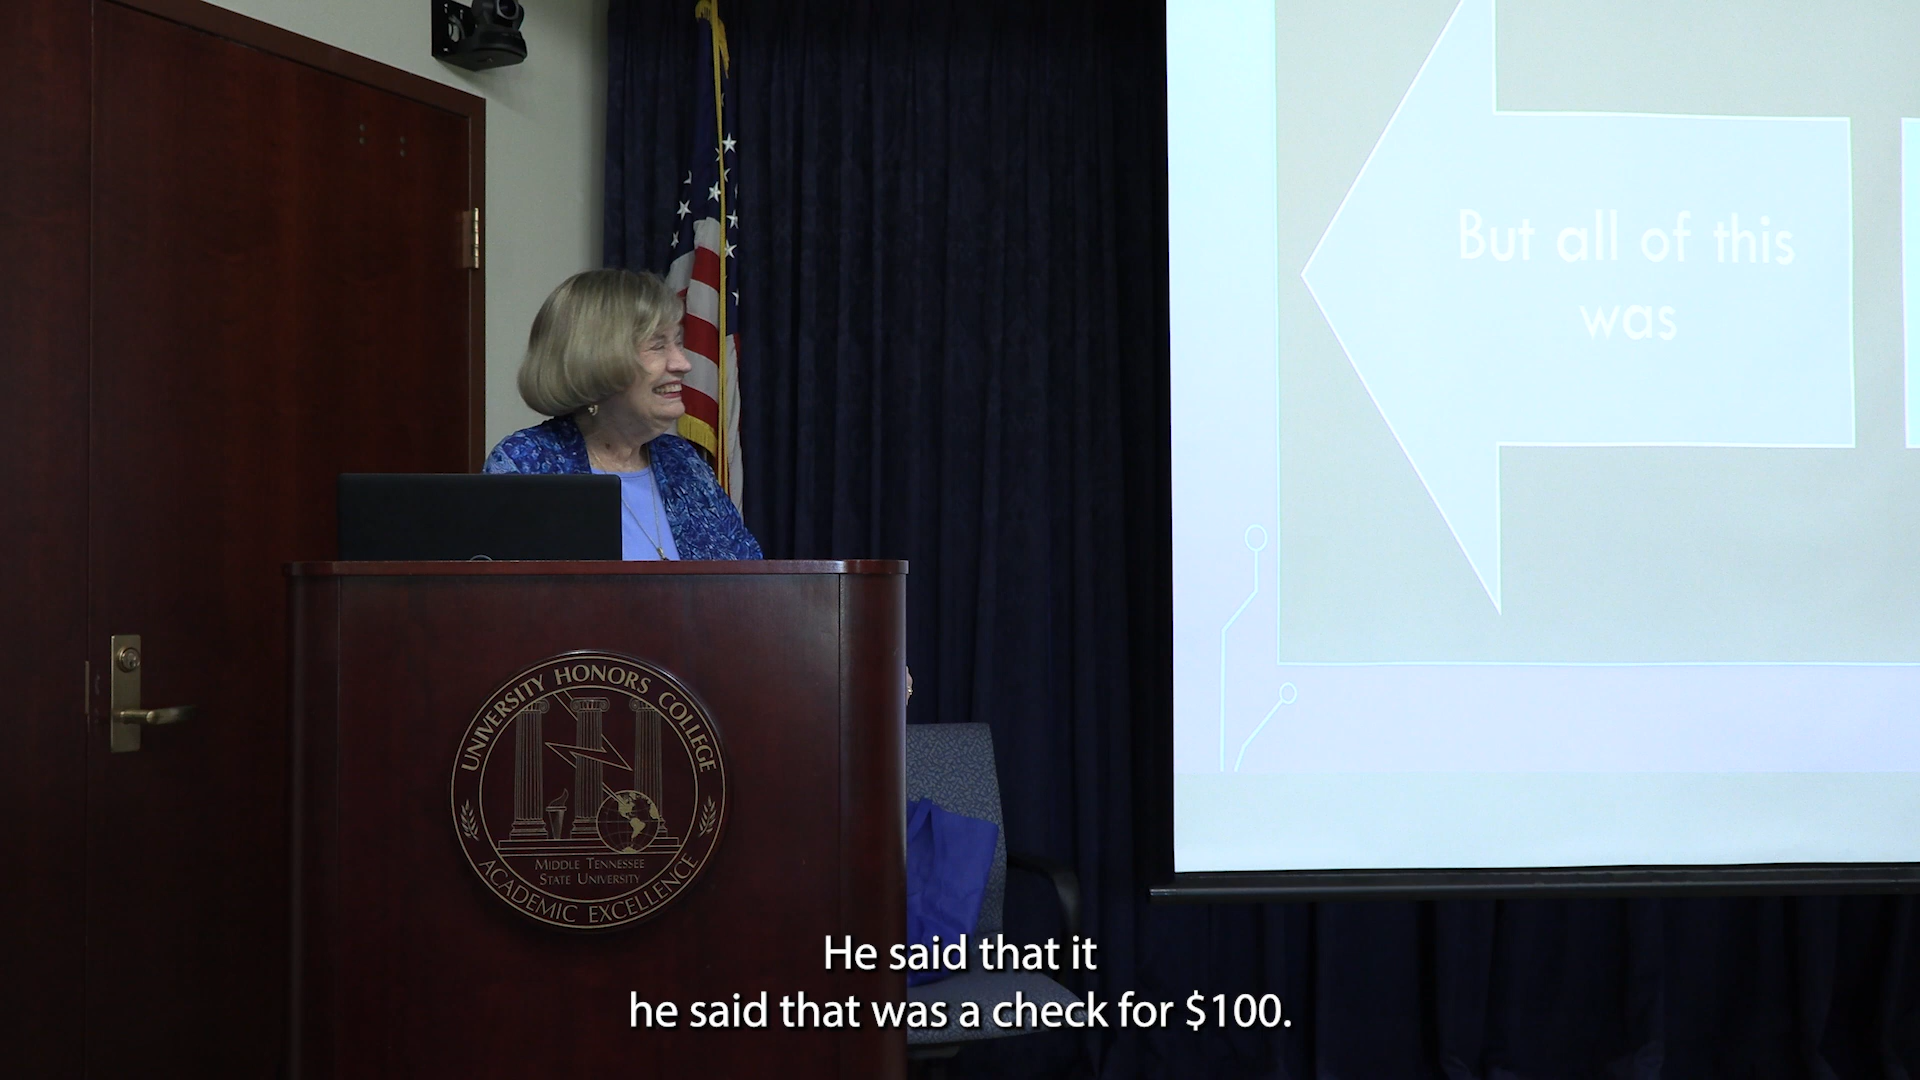 But all of this
was
UNIVERSITY HONORS COLLEGE
MIDDLE TENNESSEE
STATE UNIVERSITY
ACADEMIC EXCELLENCE
He said that it
he said that was a check for $100.